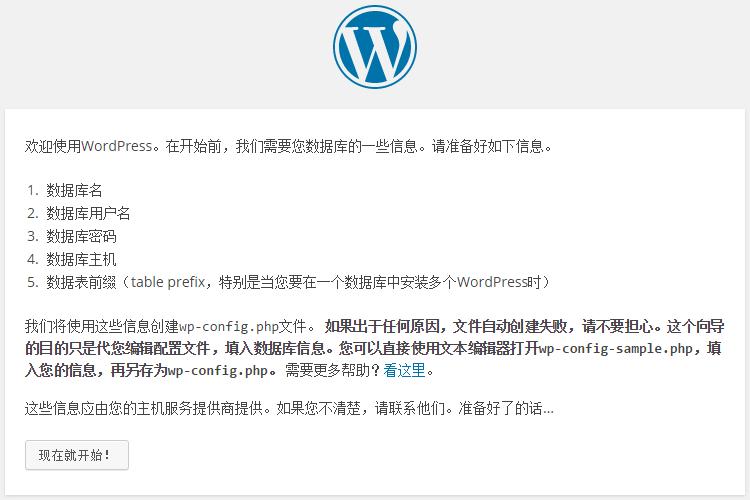 欢迎使用WordPress。在开始前，我们需要您数据库的一些信息。请准备好如下信息。
1. 数据库名
2. 数据库用户名
3. 数据库密码
4. 数据库主机
5. 数据表前缀（table prefix，特别是当您要在一个数据库中安装多个WordPress时）
我们将使用这些信息创建wp-config.php文件。 如果出于任何原因，文件自动创建失败，请不要担心。这个向导
的目的只是代您编辑配置文件，填入数据库信息。您可以直接使用文本编辑器打开wp-config-sample.php，填
入您的信息，再另存为wp-config.php。 需要更多帮助？看这里。
这些信息应由您的主机服务提供商提供。如果您不清楚，请联系他们。准备好了的话…
现在就开始！